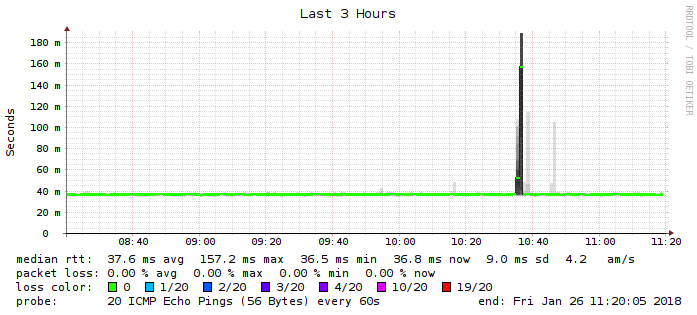 Last 3 Hours
RRDTOOL / TOBI OETIKER
Seconds
180 m
160 m
140 m
120 m
100 m
80 m
60 m
40 m
20 m
0
08:40 09:00 09:20 09:40 10:00 10:20 10:40 11:00 11:20
median rtt: 37.6 ms avg 157.2 ms max 36.5 ms min 36.8 ms now 9.0 ms sd 4.2 am/s
packet loss: 0.00 % avg 0.00 % max 0.00 % min 0.00 % now
loss color: 0 1/20 2/20 3/20 4/20 10/20 19/20
probe: 20 ICMP Echo Pings (56 Bytes) every 60s end: Fri Jan 26 11:20:05 2018